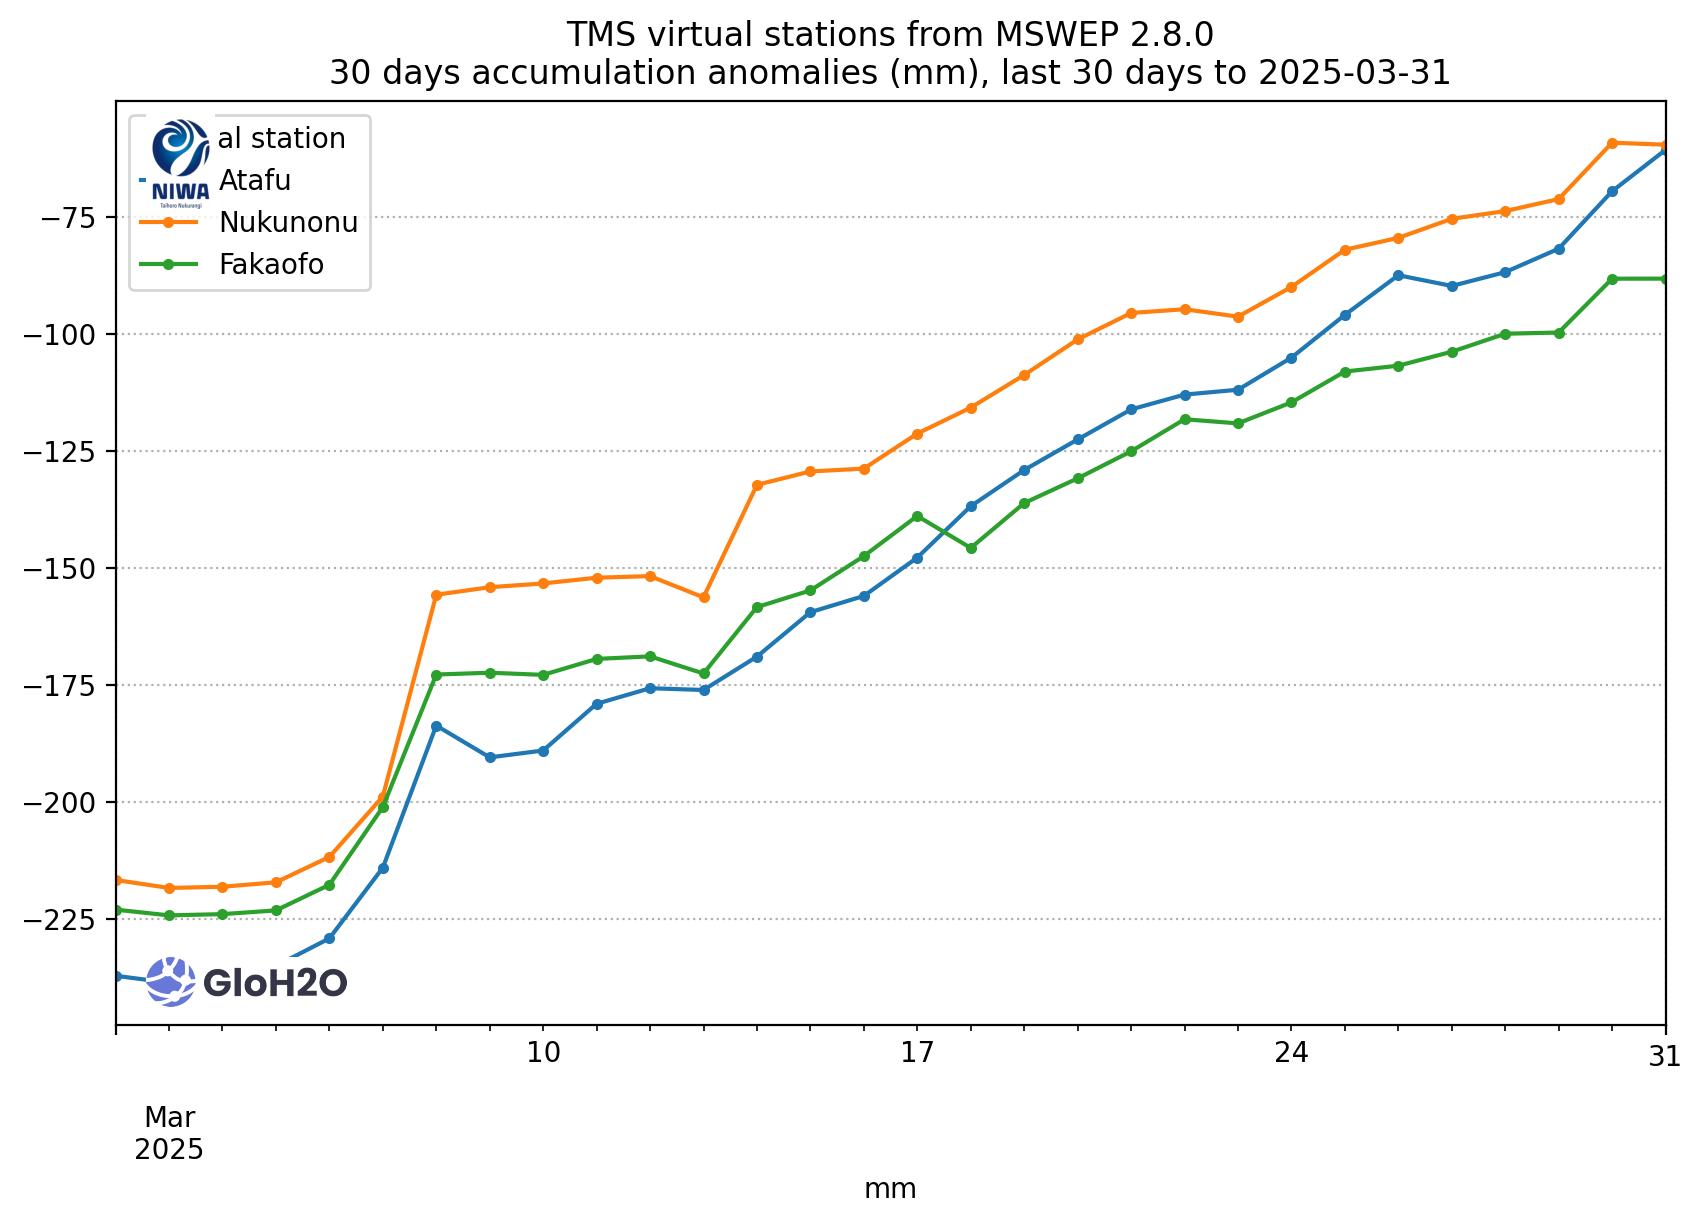 TMS virtual stations from MSWEP 2.8.0
30 days accumulation anomalies (mm), last 30 days to 2025-03-31
al station
Atafu
NIWA
Taihoro Nukurangi
Nukunonu
Fakaofo
−75
−100
−125
−150
−175
−200
−225
GloH2O
10
17
24
31
Mar
2025
mm